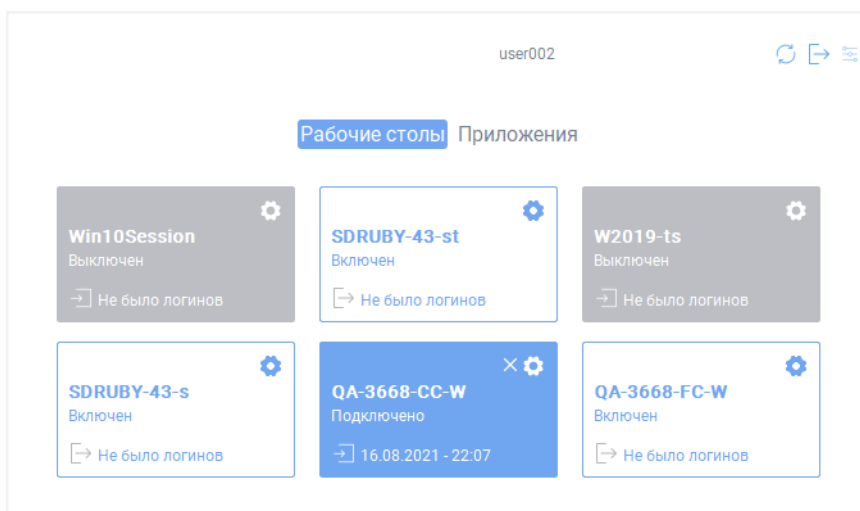 user002
Рабочие столы Приложения
Win10Session
Выключен
Не было логинов
SDRUBY-43-st
Включен
Не было логинов
W2019-ts
Выключен
Не было логинов
SDRUBY-43-s
Включен
Не было логинов
QA-3668-CC-W
Подключено
16.08.2021 - 22:07
QA-3668-FC-W
Включен
Не было логинов